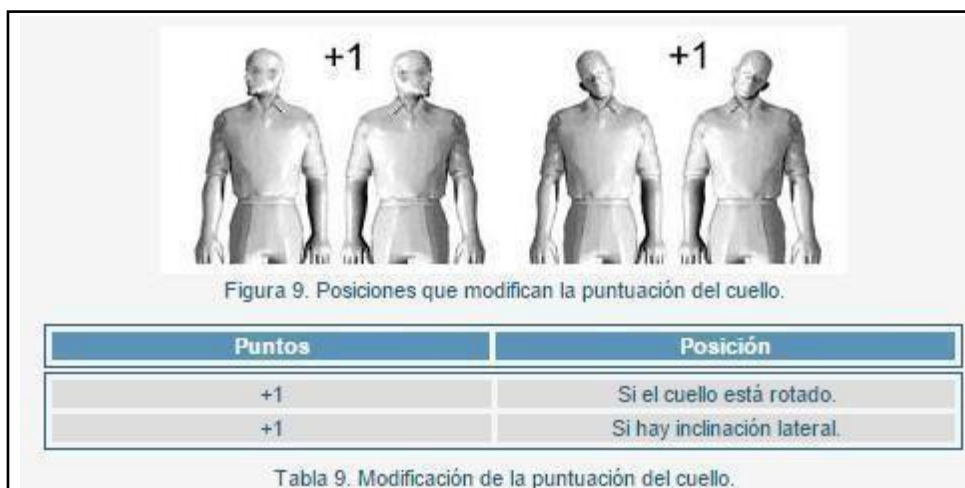 +1 +1
Figura 9. Posiciones que modifican la puntuación del cuello.
Puntos Posición
+1 Si el cuello está rotado.
+1 Si hay inclinación lateral.
Tabla 9. Modificación de la puntuación del cuello.